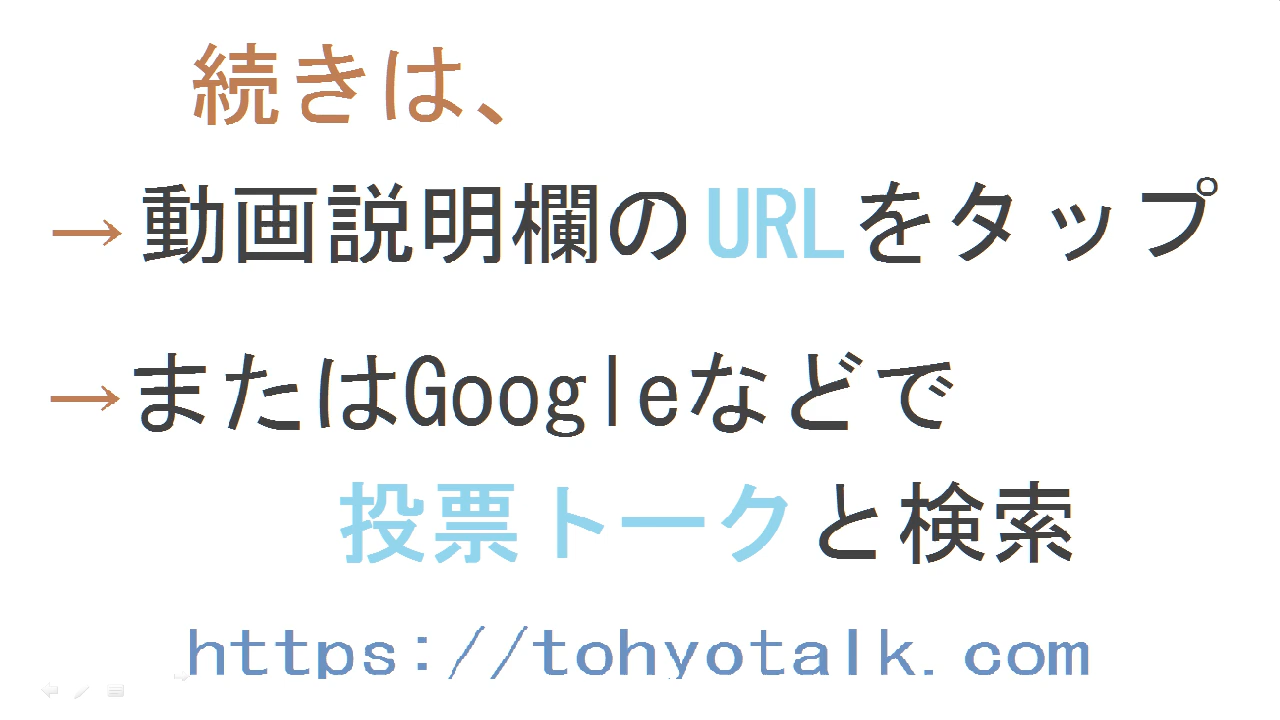 続きは、
→動画説明欄のURLをタップ
→またはGoogleなどで
投票トークと検索
https://tohyotalk.com